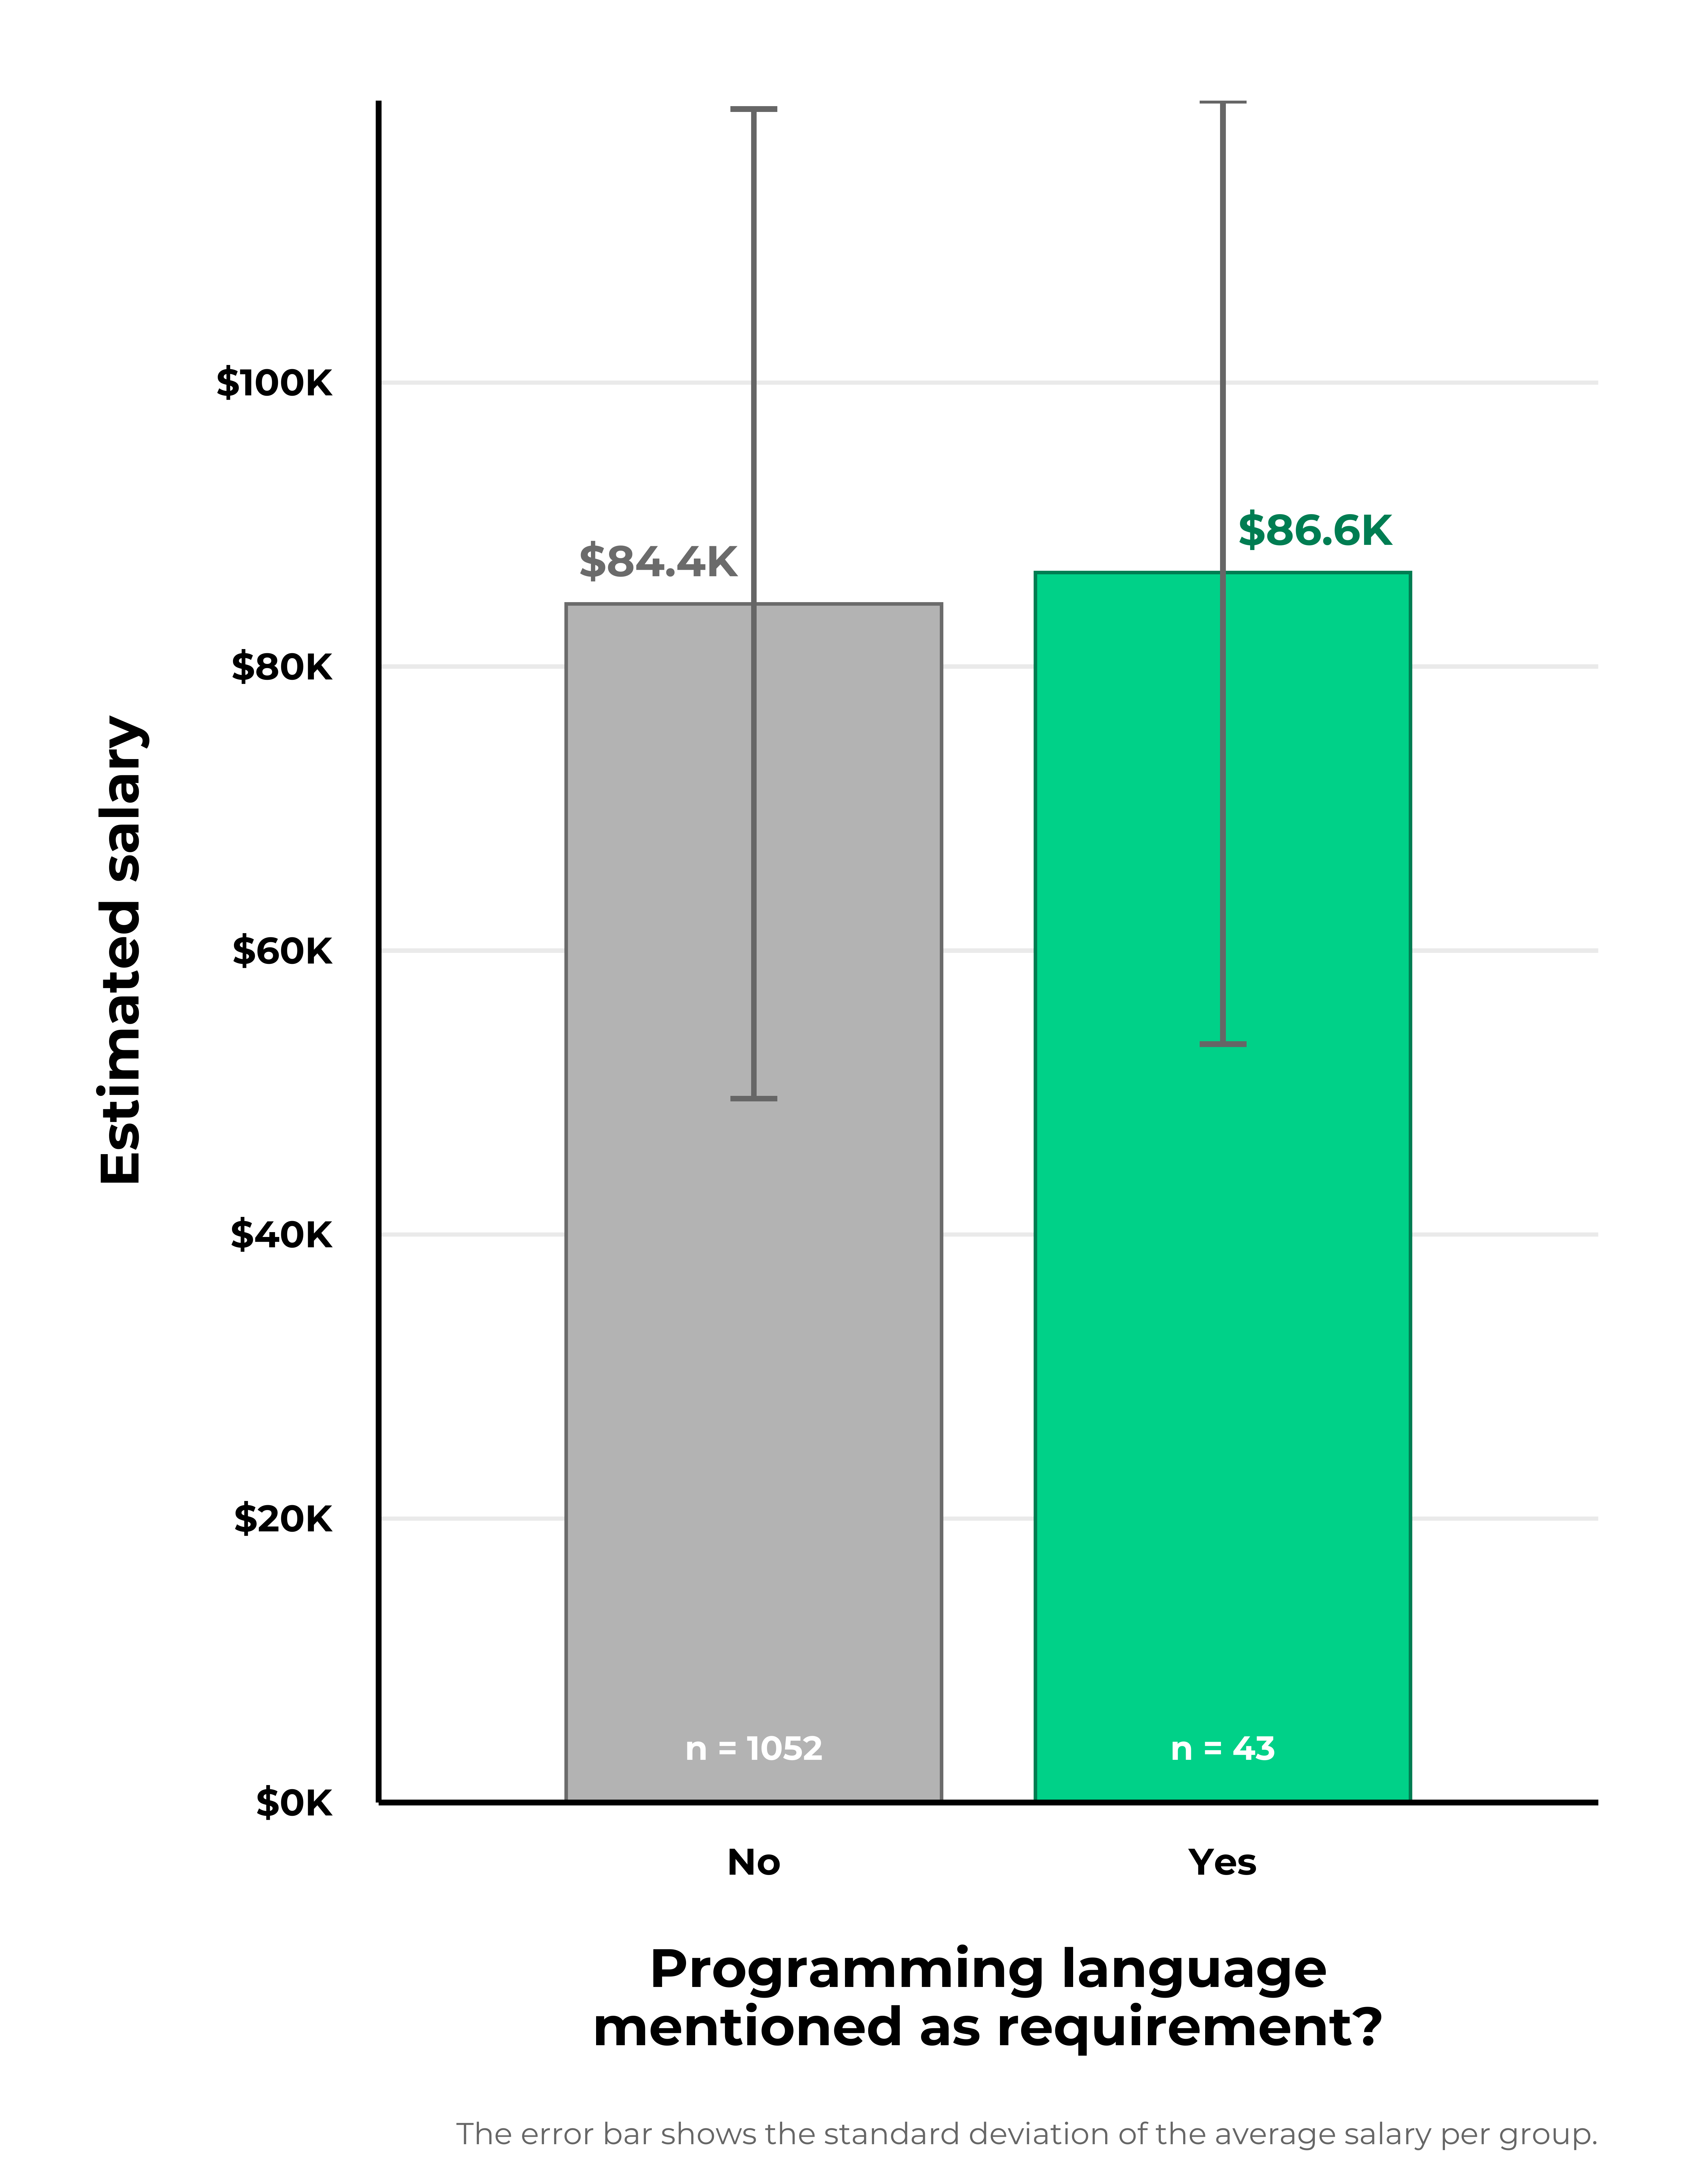 Estimated salary
$100K
$80K
$60K
$40K
$20K
$0K
$84.4K
$86.6K
n = 1052
n = 43
No
Yes
Programming language
mentioned as requirement?
The error bar shows the standard deviation of the average salary per group.